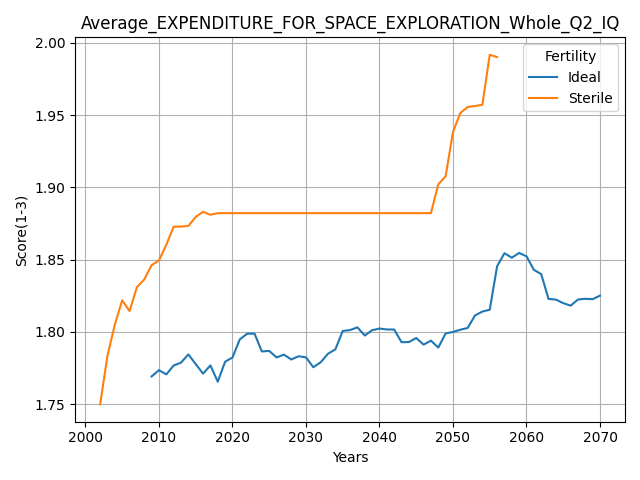 Average_EXPENDITURE_FOR_SPACE_EXPLORATION_Whole_Q2_IQ
Fertility
Ideal
Sterile
2.00
1.95
1.90
1.85
1.80
1.75
Score(1-3)
2000 2010 2020 2030 2040 2050 2060 2070
Years